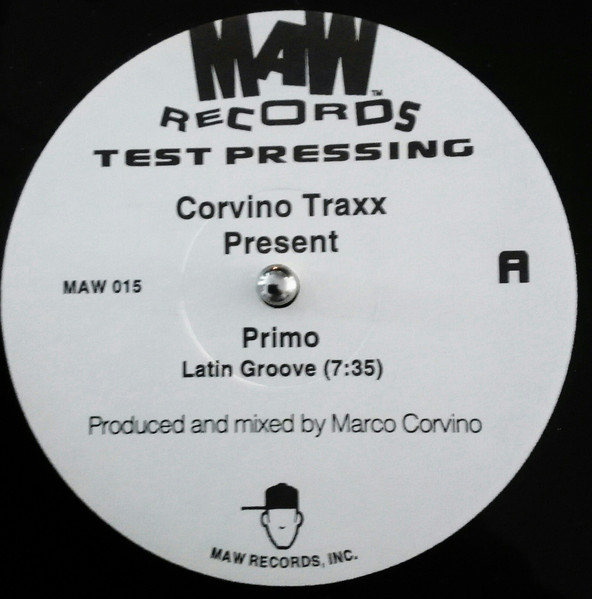 MAW™
RECORDS
TEST PRESSING
Corvino Traxx
Present
MAW 015
A
Primo
Latin Groove (7:35)
Produced and mixed by Marco Corvino
MAW RECORDS, INC.